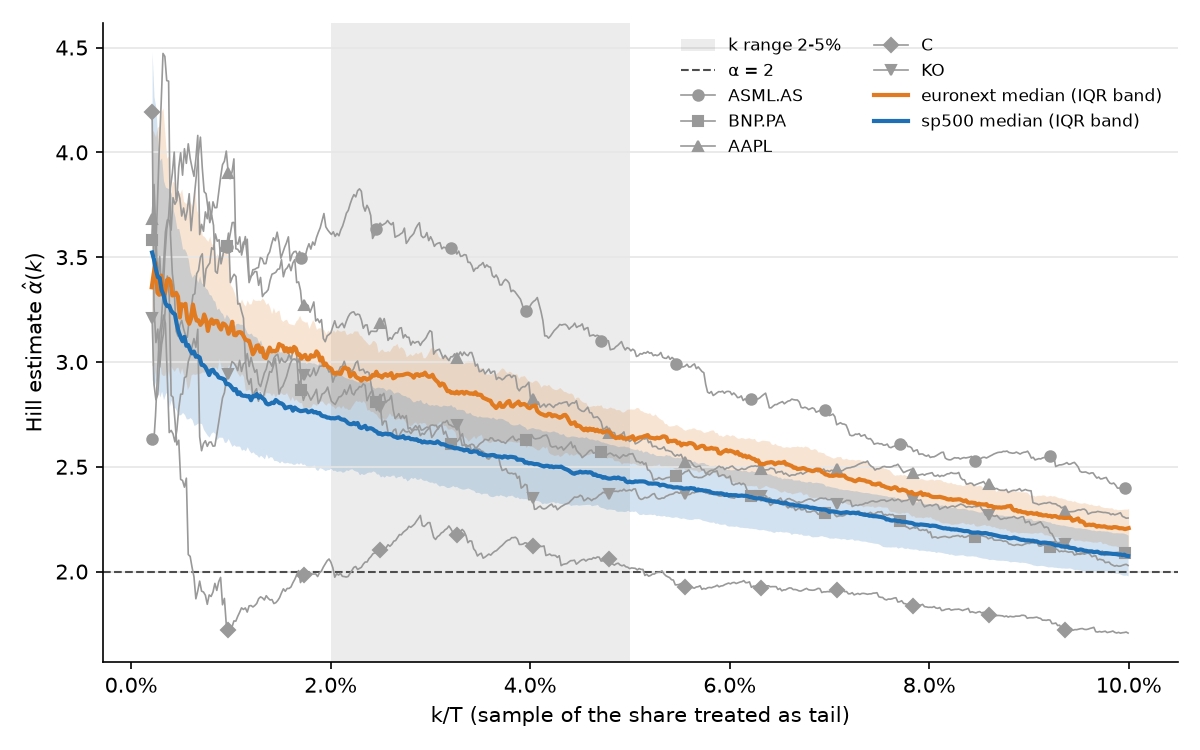 4.5
4.0
3.5
3.0
2.5
2.0
Hill estimate α̂(k)
0.0%
2.0%
4.0%
6.0%
8.0%
10.0%
k/T (sample of the share treated as tail)
k range 2-5%
α = 2
ASML.AS
BNP.PA
AAPL
C
KO
euronext median (IQR band)
sp500 median (IQR band)